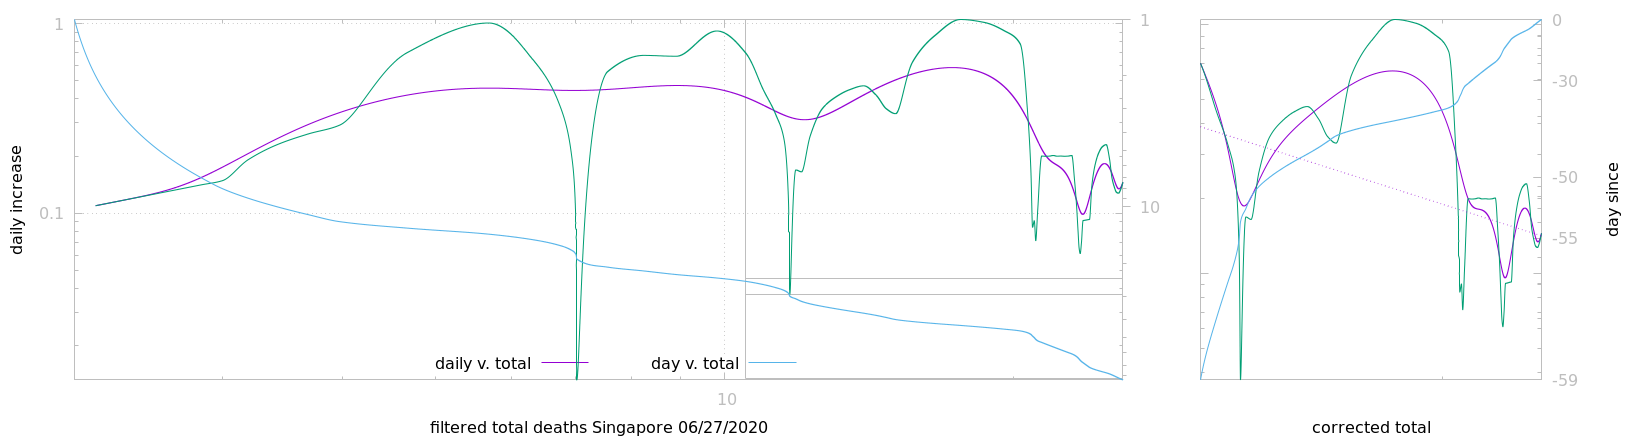 1
0.1
daily increase
daily v. total
day v. total
10
filtered total deaths Singapore 06/27/2020
1
10
0
-30
-50
-55
-59
day since
corrected total